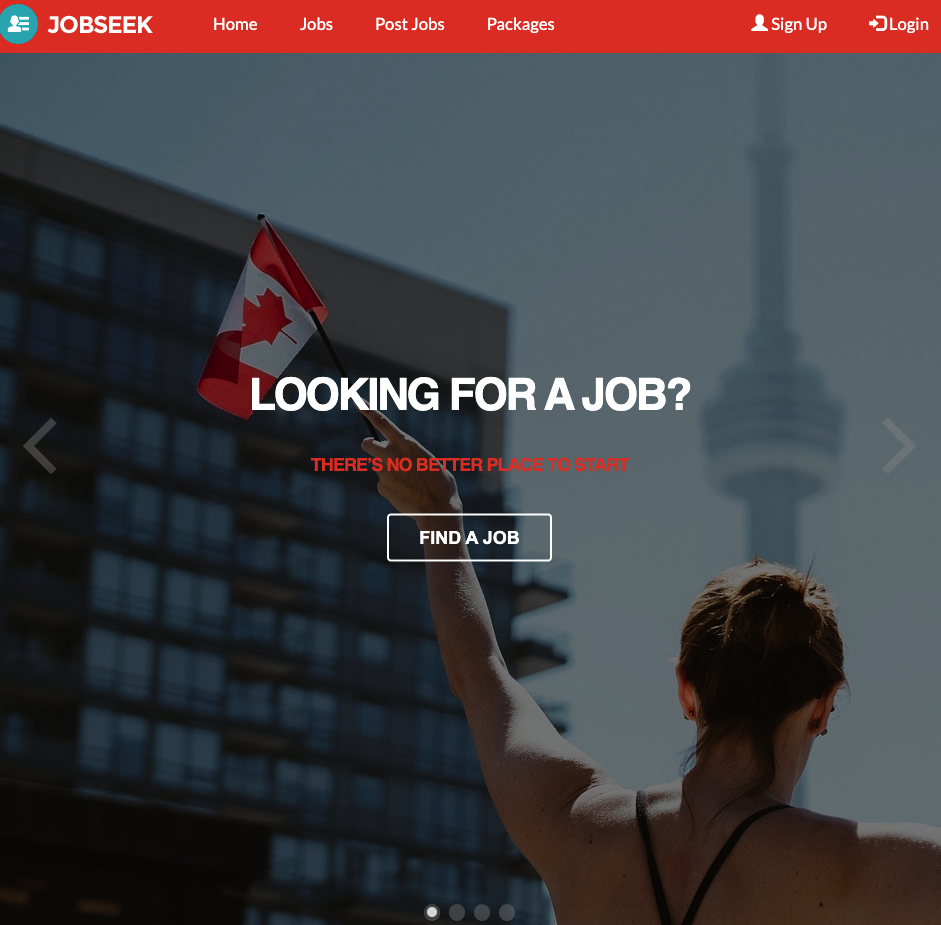 JOBSEEK Home Jobs Post Jobs Packages Sign Up Login
LOOKING FOR A JOB?
THERE'S NO BETTER PLACE TO START
FIND A JOB